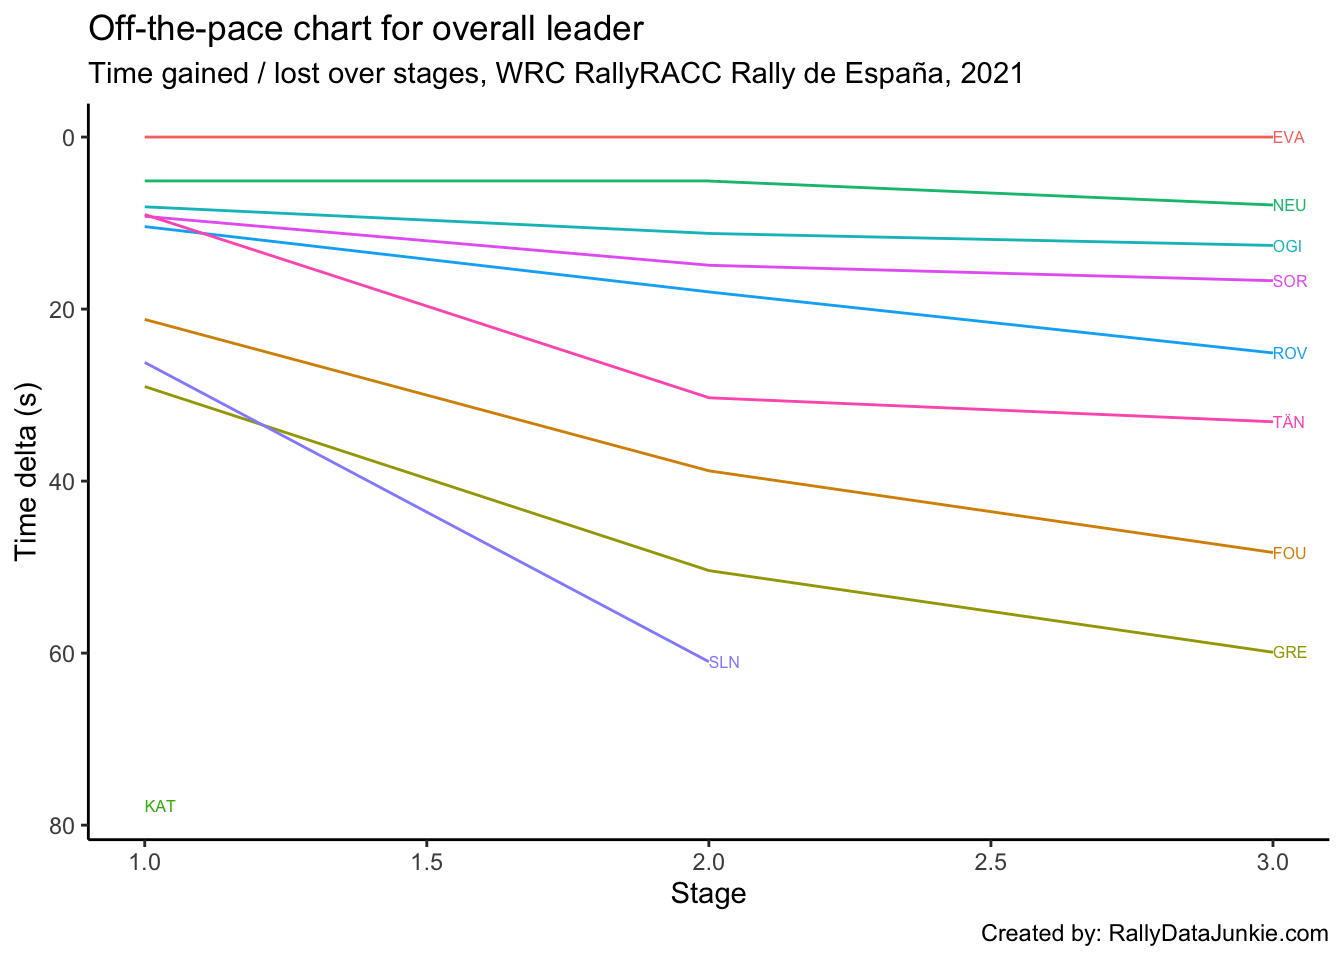 Off-the-pace chart for overall leader
Time gained / lost over stages, WRC RallyRACC Rally de España, 2021
0
20
40
60
80
Time delta (s)
EVA
NEU
OGI
SOR
ROV
TÄN
FOU
GRE
SLN
KAT
1.0 1.5 2.0 2.5 3.0
Stage
Created by: RallyDataJunkie.com